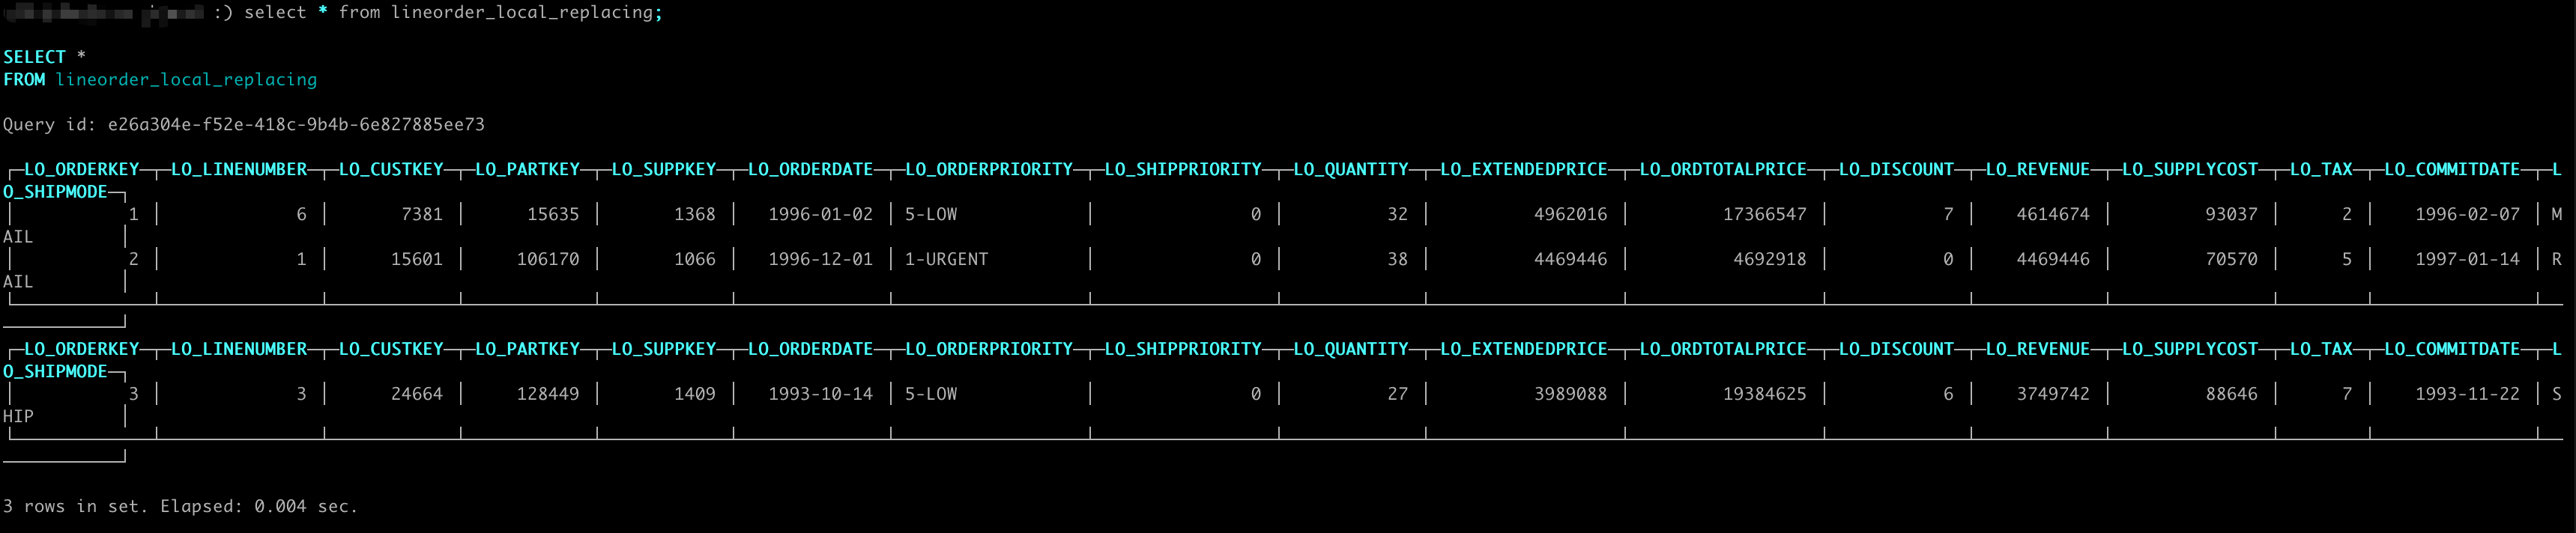 :) select * from lineorder_local_replacing;
SELECT *
FROM lineorder_local_replacing
Query id: e26a304e-f52e-418c-9b4b-6e827885ee73
┌─LO_ORDERKEY─┬─LO_LINENUMBER─┬─LO_CUSTKEY─┬─LO_PARTKEY─┬─LO_SUPPKEY─┬─LO_ORDERDATE─┬─LO_ORDERPRIORITY─┬─LO_SHIPPRIORITY─┬─LO_QUANTITY─┬─LO_EXTENDEDPRICE─┬─LO_ORDTOTALPRICE─┬─LO_DISCOUNT─┬─LO_REVENUE─┬─LO_SUPPLYCOST─┬─LO_TAX─┬─LO_COMMITDATE─┬─L
O_SHIPMODE─┐
│ 1 │ 6 │ 7381 │ 15635 │ 1368 │ 1996-01-02 │ 5-LOW │ 0 │ 32 │ 4962016 │ 17366547 │ 7 │ 4614674 │ 93037 │ 2 │ 1996-02-07 │ M
AIL │
│ 2 │ 1 │ 15601 │ 106170 │ 1066 │ 1996-12-01 │ 1-URGENT │ 0 │ 38 │ 4469446 │ 4692918 │ 0 │ 4469446 │ 70570 │ 5 │ 1997-01-14 │ R
AIL │
┌─LO_ORDERKEY─┬─LO_LINENUMBER─┬─LO_CUSTKEY─┬─LO_PARTKEY─┬─LO_SUPPKEY─┬─LO_ORDERDATE─┬─LO_ORDERPRIORITY─┬─LO_SHIPPRIORITY─┬─LO_QUANTITY─┬─LO_EXTENDEDPRICE─┬─LO_ORDTOTALPRICE─┬─LO_DISCOUNT─┬─LO_REVENUE─┬─LO_SUPPLYCOST─┬─LO_TAX─┬─LO_COMMITDATE─┬─L
O_SHIPMODE─┐
│ 3 │ 3 │ 24664 │ 128449 │ 1409 │ 1993-10-14 │ 5-LOW │ 0 │ 27 │ 3989088 │ 19384625 │ 6 │ 3749742 │ 88646 │ 7 │ 1993-11-22 │ S
HIP │
3 rows in set. Elapsed: 0.004 sec.